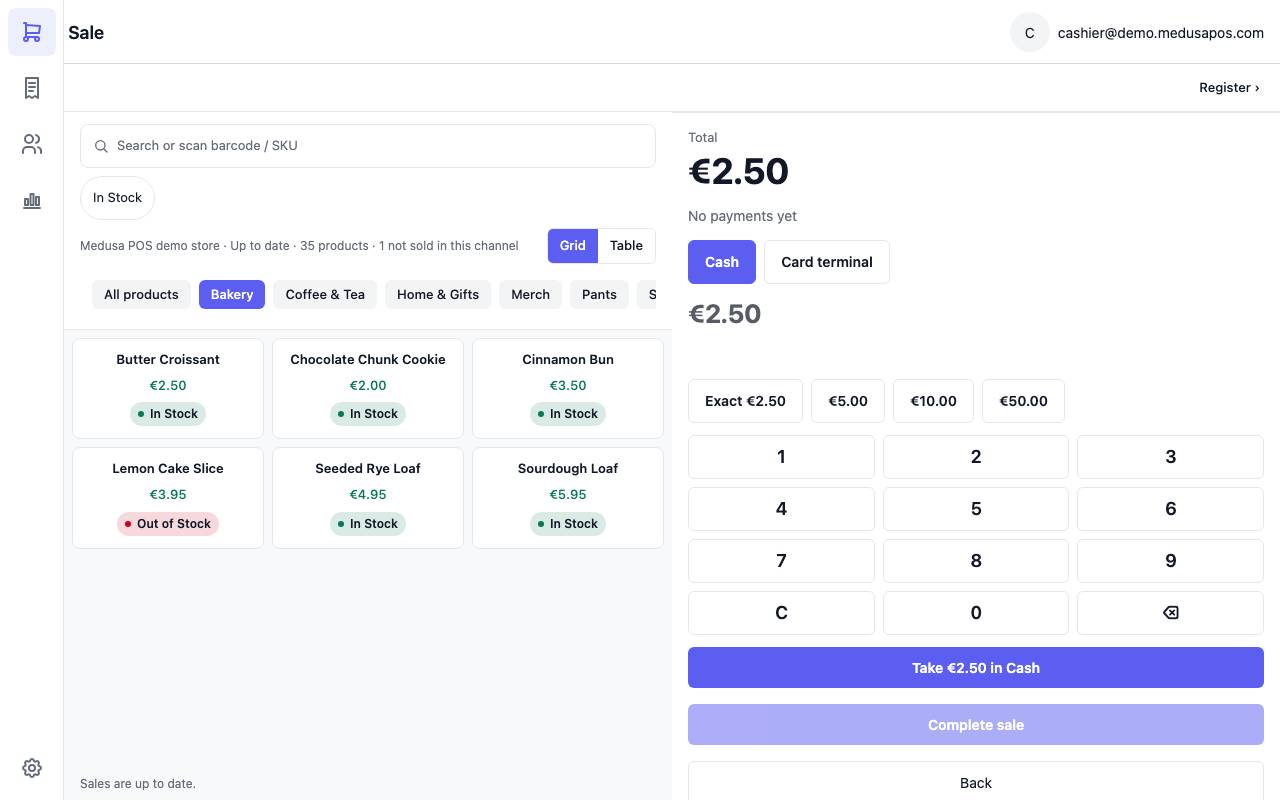 Sale
C
cashier@demo.medusapos.com
Register ›
Search or scan barcode / SKU
In Stock
Medusa POS demo store · Up to date · 35 products · 1 not sold in this channel
Grid
Table
All products
Bakery
Coffee & Tea
Home & Gifts
Merch
Pants
S
Butter Croissant
€2.50
In Stock
Chocolate Chunk Cookie
€2.00
In Stock
Cinnamon Bun
€3.50
In Stock
Lemon Cake Slice
€3.95
Out of Stock
Seeded Rye Loaf
€4.95
In Stock
Sourdough Loaf
€5.95
In Stock
Sales are up to date.
Total
€2.50
No payments yet
Cash
Card terminal
€2.50
Exact €2.50
€5.00
€10.00
€50.00
1
2
3
4
5
6
7
8
9
C
0
Take €2.50 in Cash
Complete sale
Back